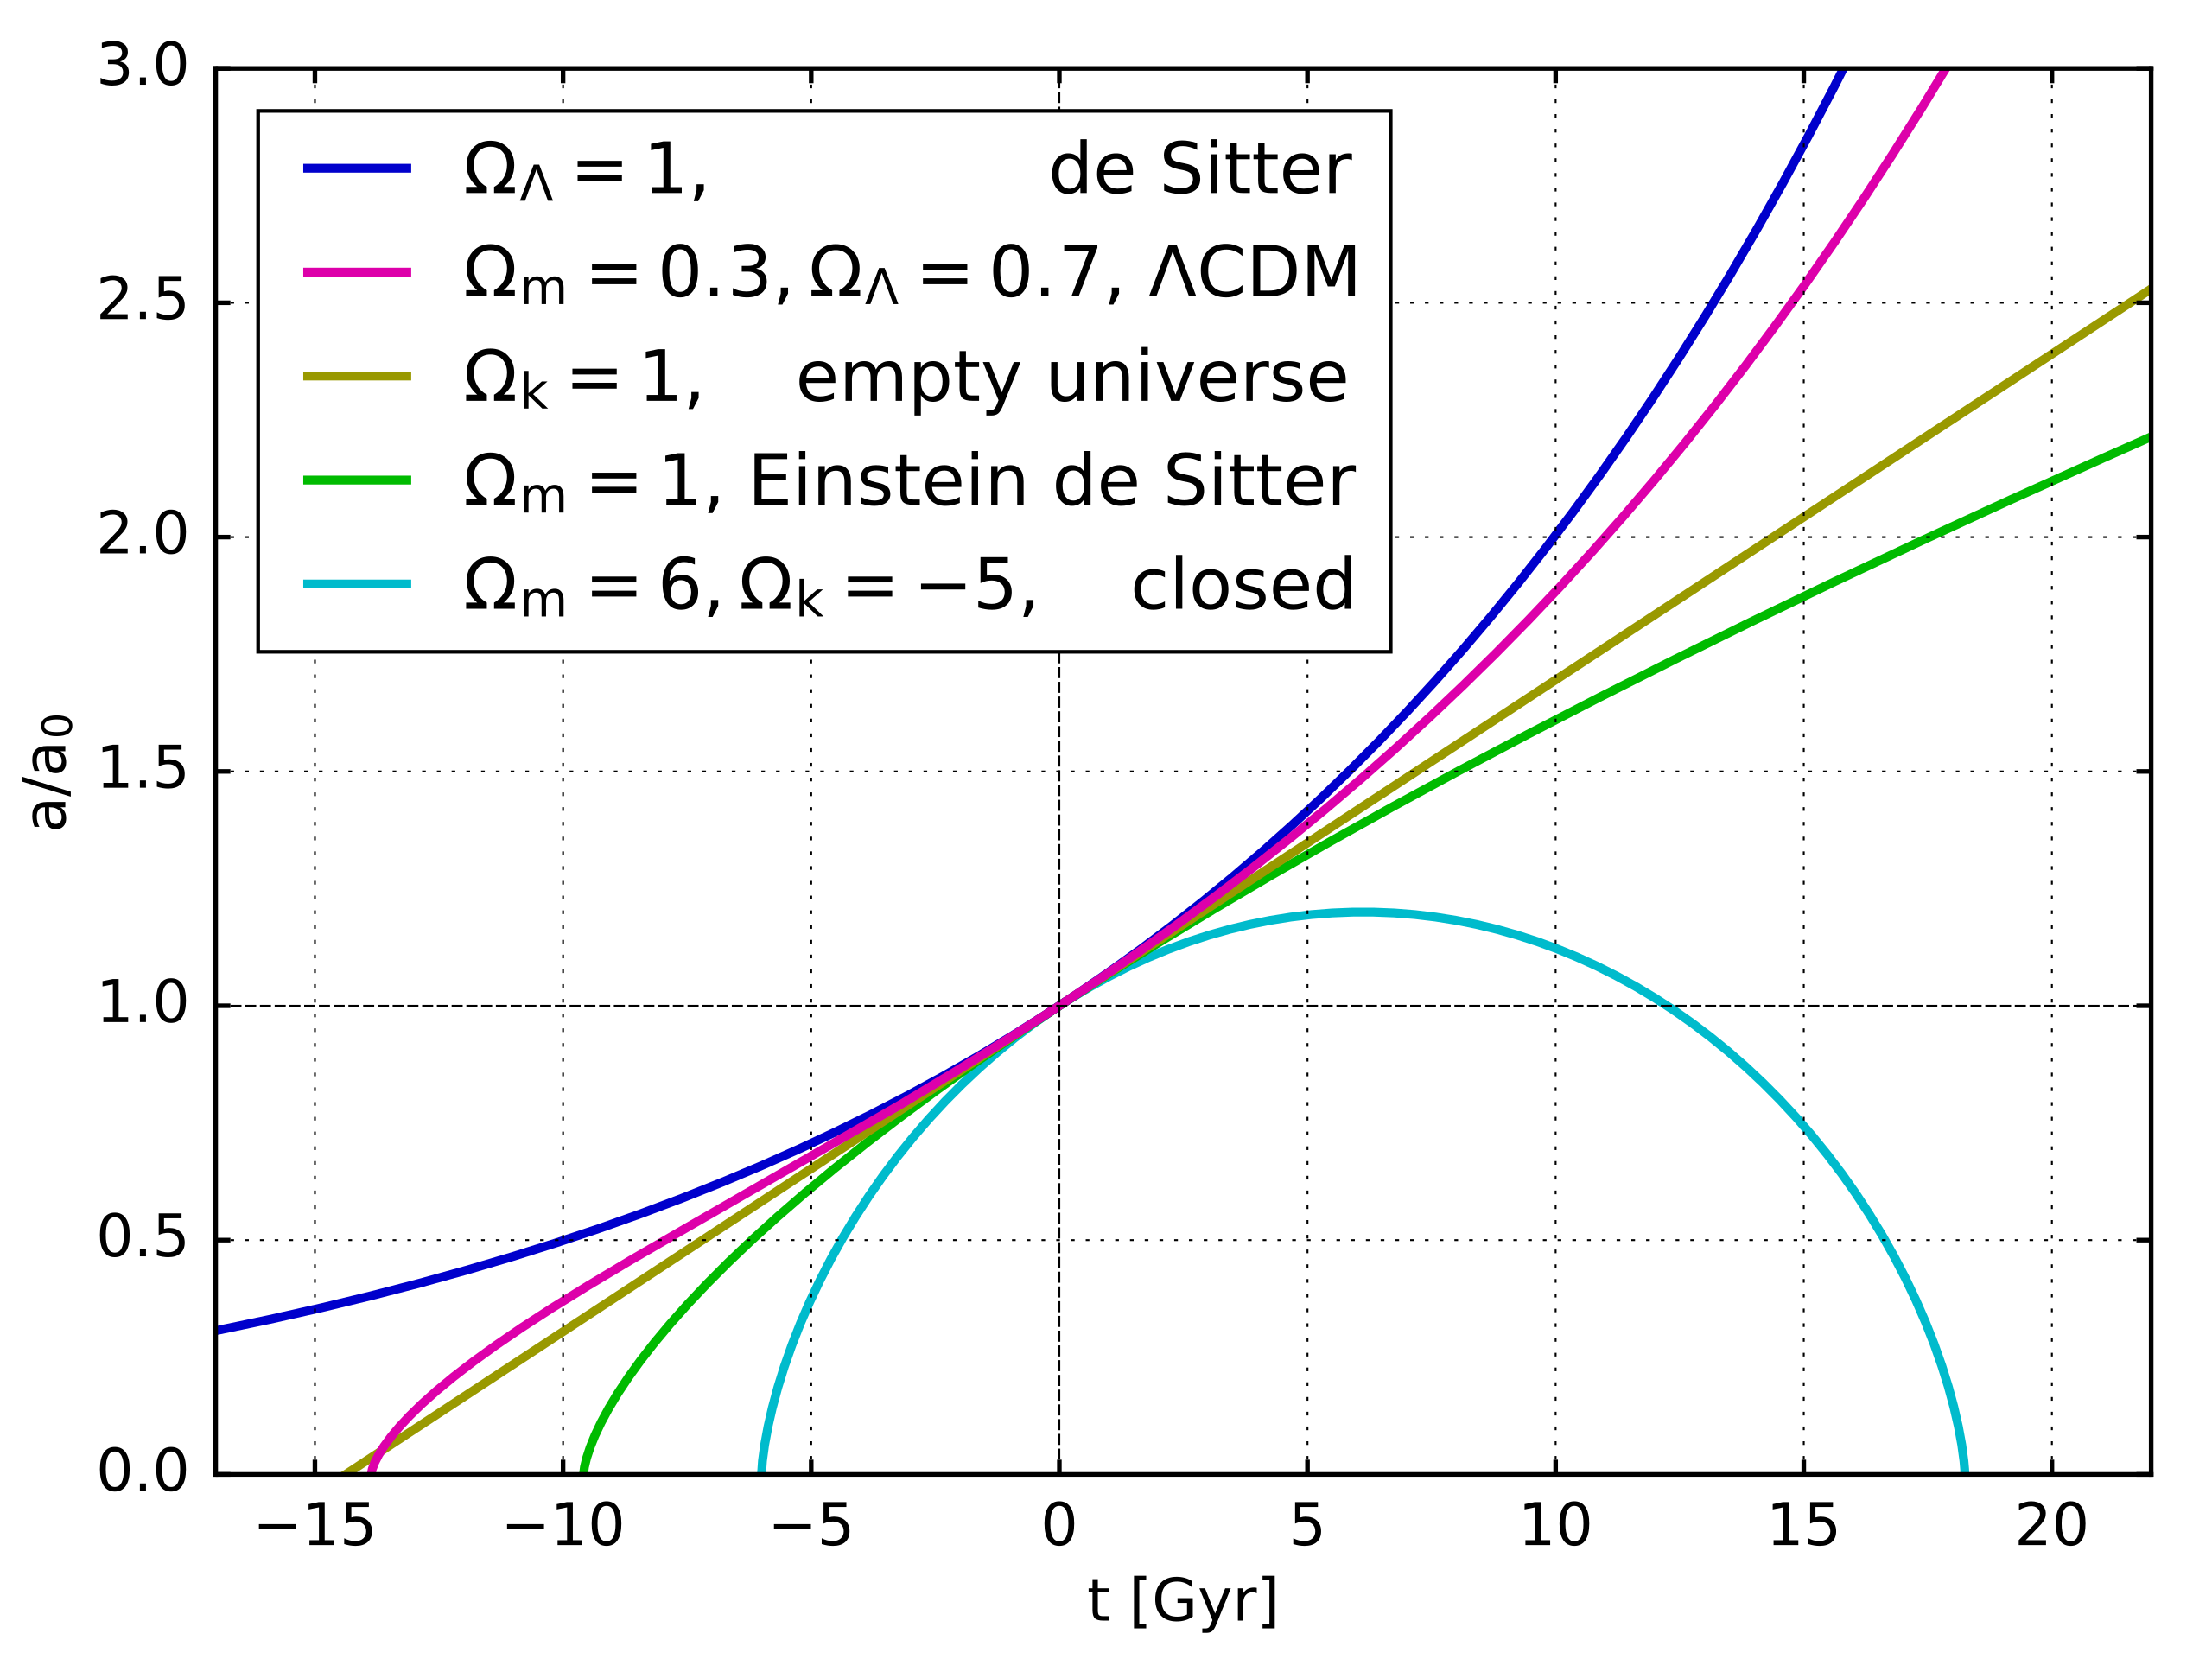 3.0
2.5
2.0
1.5
1.0
0.5
0.0
a/a₀
Ω_Λ = 1, de Sitter
Ω_m = 0.3, Ω_Λ = 0.7, ΛCDM
Ω_k = 1, empty universe
Ω_m = 1, Einstein de Sitter
Ω_m = 6, Ω_k = −5, closed
−15 −10 −5 0 5 10 15 20
t [Gyr]